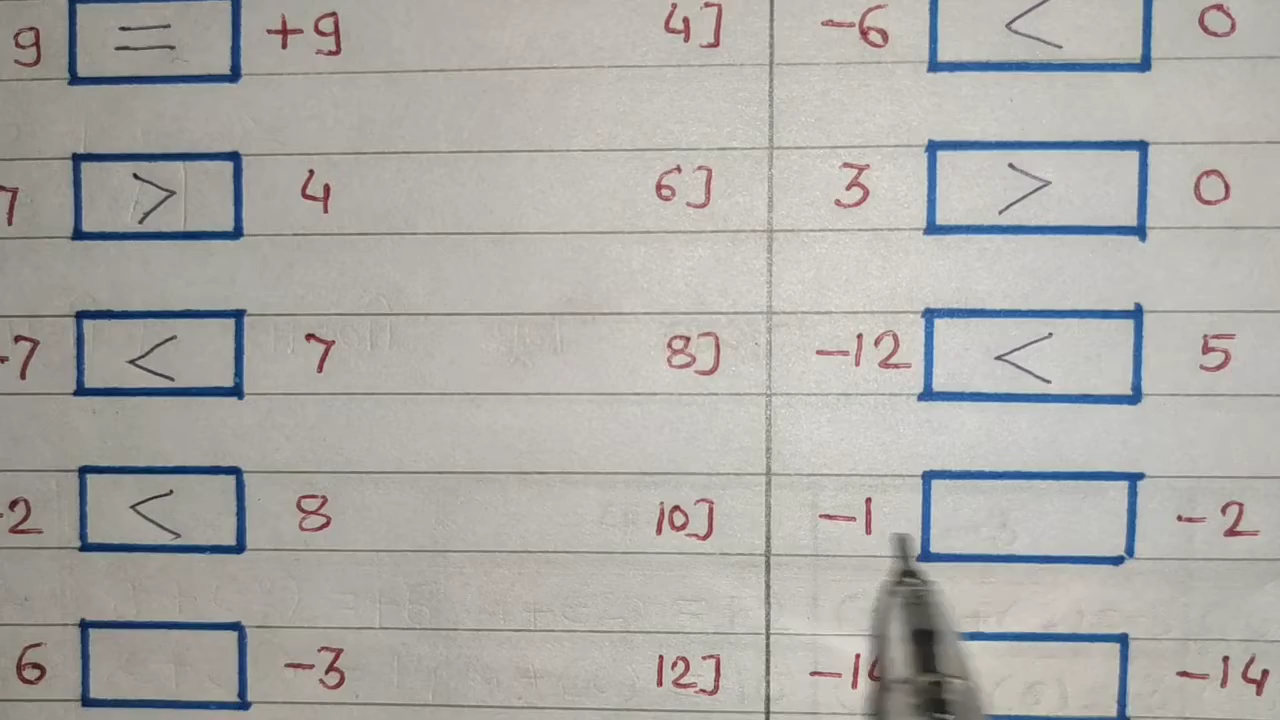 9 = +9 4] -6 < 0
7 > 4 6] 3 > 0
-7 < 7 8] -12 < 5
-2 < 8 10] -1 -2
6 -3 12] -14